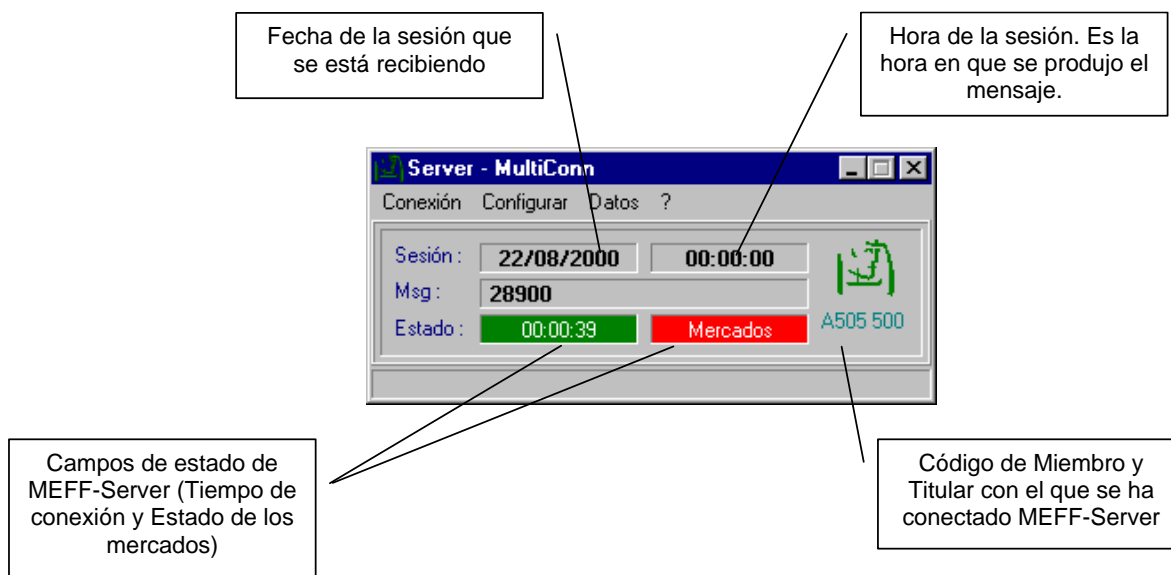 Fecha de la sesión que
se está recibiendo
Hora de la sesión. Es la
hora en que se produjo el
mensaje.
Server - MultiConn
Conexión Configurar Datos ?
Sesión : 22/08/2000 00:00:00
Msg : 28900
Estado : 00:00:39 Mercados
A505 500
Campos de estado de
MEFF-Server (Tiempo de
conexión y Estado de los
mercados)
Código de Miembro y
Titular con el que se ha
conectado MEFF-Server